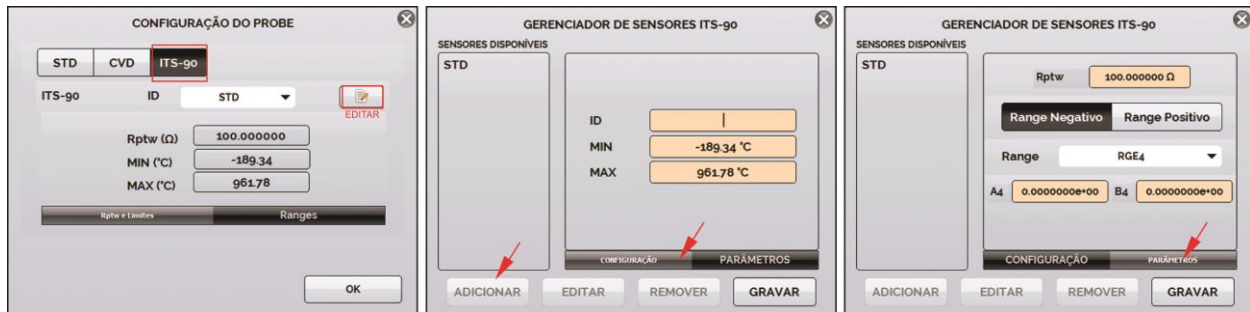 CONFIGURAÇÃO DO PROBE
STD CVD ITS-90
ITS-90 ID STD
EDITAR
Rptw (Ω) 100.000000
MIN (°C) -189.34
MAX (°C) 961.78
Rptw e Limites Ranges
OK
GERENCIADOR DE SENSORES ITS-90
SENSORES DISPONÍVEIS
STD
ID
MIN -189.34 °C
MAX 961.78 °C
CONFIGURAÇÃO PARÂMETROS
ADICIONAR EDITAR REMOVER GRAVAR
GERENCIADOR DE SENSORES ITS-90
SENSORES DISPONÍVEIS
STD
Rptw 100.000000 Ω
Range Negativo Range Positivo
Range RGE4
A4 0.0000000e+00 B4 0.0000000e+00
CONFIGURAÇÃO PARÂMETROS
ADICIONAR EDITAR REMOVER GRAVAR